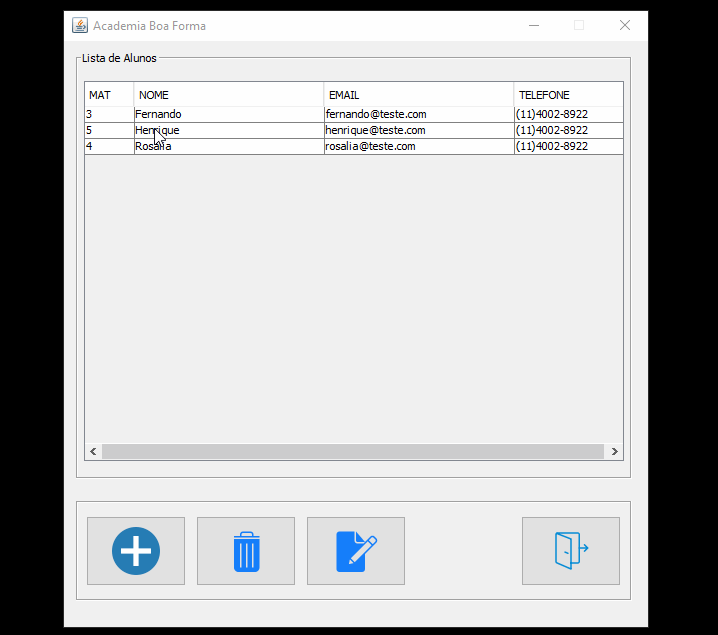 Academia Boa Forma
Lista de Alunos
MAT NOME EMAIL TELEFONE
3 Fernando fernando@teste.com (11)4002-8922
5 Henrique henrique@teste.com (11)4002-8922
4 Rosalia rosalia@teste.com (11)4002-8922